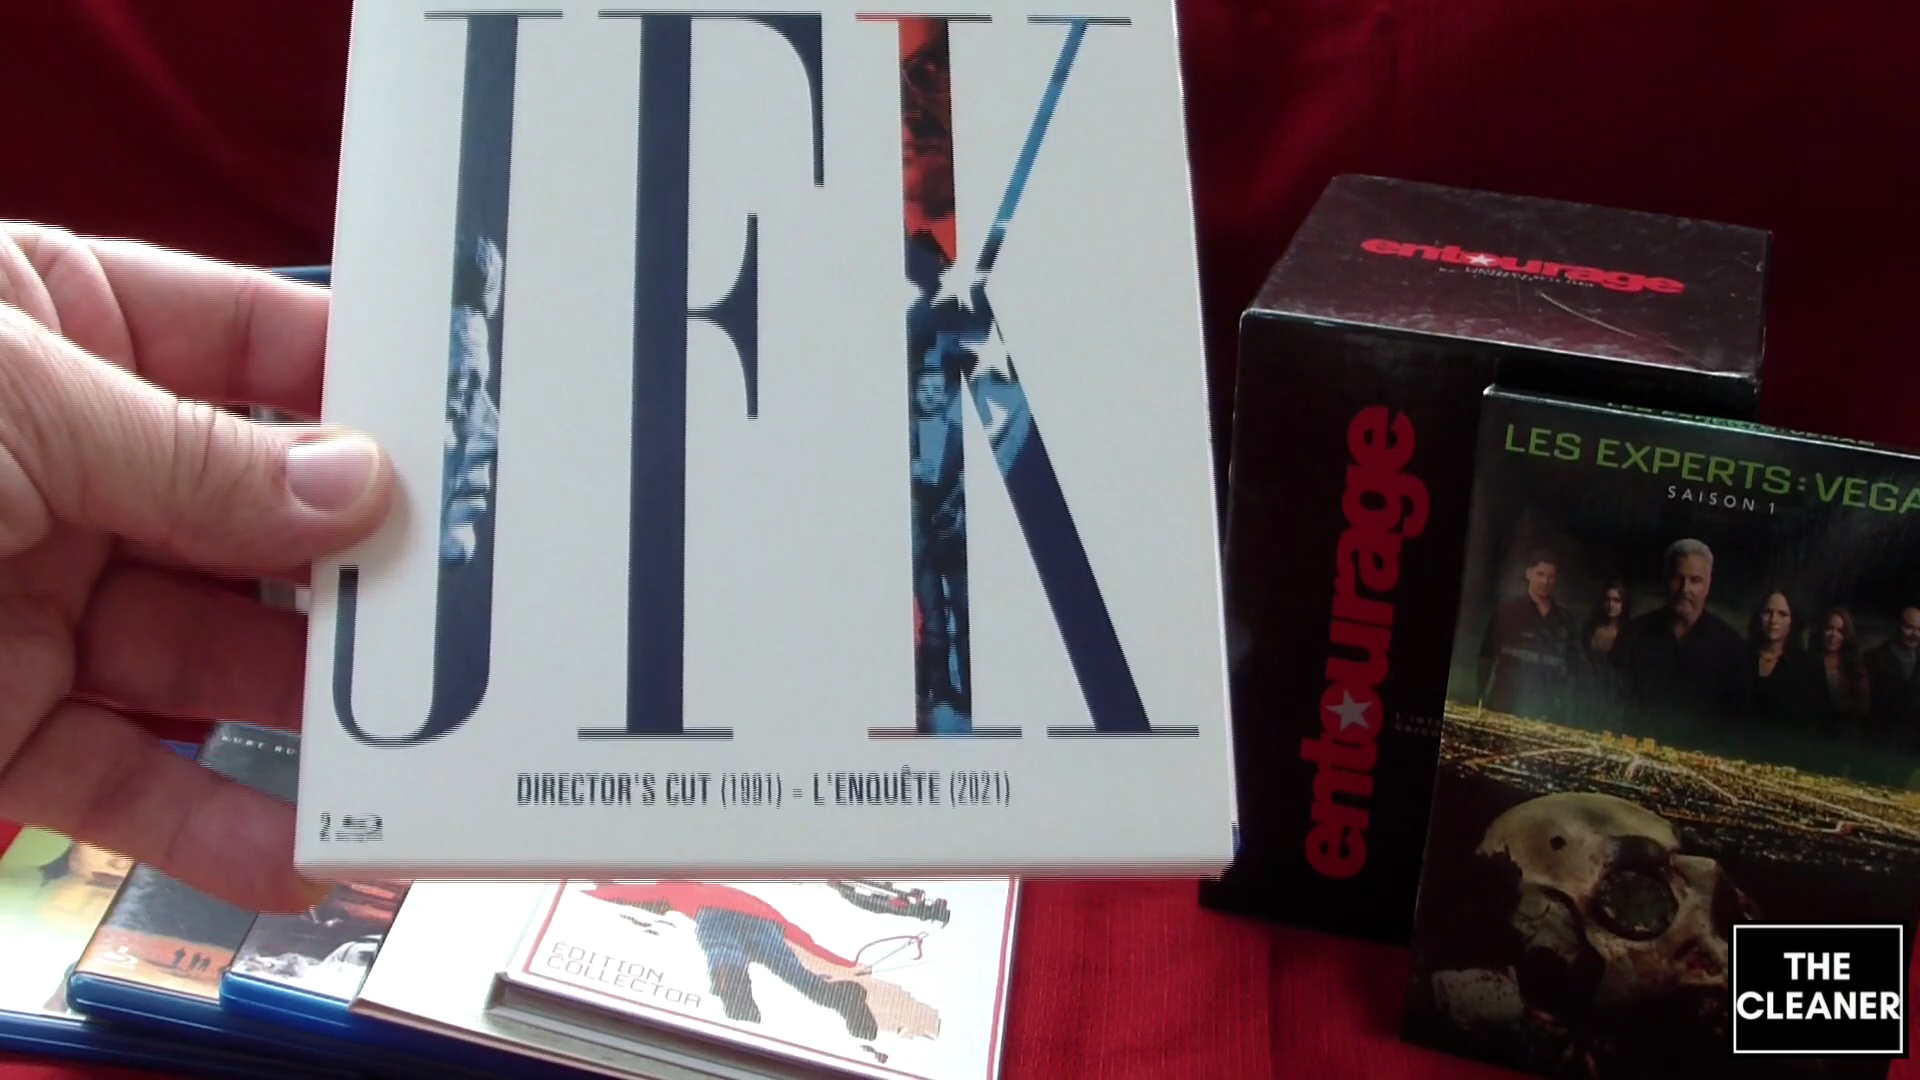 JFK
DIRECTOR'S CUT (1991) - L'ENQUÊTE (2021)
2
entourage
entourage
LES EXPERTS: VEGA
SAISON 1
ÉDITION
COLLECTOR
THE
CLEANER